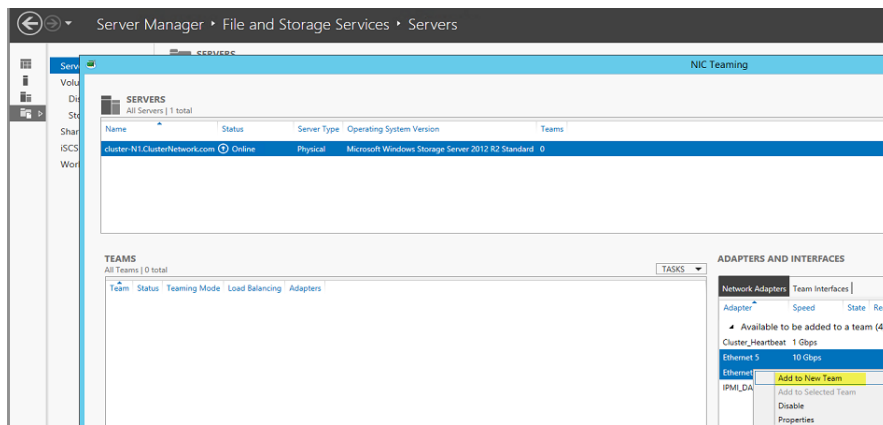 Server Manager ‣ File and Storage Services ‣ Servers
SERVERS
NIC Teaming
Serv
Volu
Dis
Sto
Shar
iSCS
Worl
SERVERS
All Servers | 1 total
Name Status Server Type Operating System Version Teams
cluster-N1.ClusterNetwork.com Online Physical Microsoft Windows Storage Server 2012 R2 Standard 0
TEAMS
All Teams | 0 total
TASKS
Team Status Teaming Mode Load Balancing Adapters
ADAPTERS AND INTERFACES
Network Adapters Team Interfaces
Adapter Speed State Re
Available to be added to a team (4
Cluster_Heartbeat 1 Gbps
Ethernet 5 10 Gbps
Ethernet
IPMI_DA
Add to New Team
Add to Selected Team
Disable
Properties